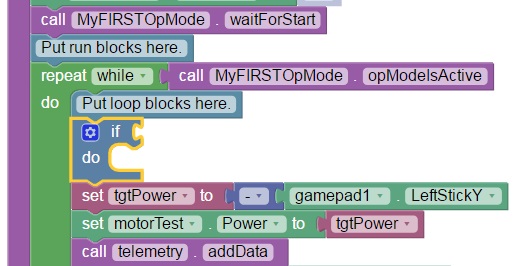 call MyFIRSTOpMode . waitForStart
Put run blocks here.
repeat while call MyFIRSTOpMode . opModeIsActive
do Put loop blocks here.
if
do
set tgtPower to - gamepad1 . LeftStickY
set motorTest . Power to tgtPower
call telemetry . addData